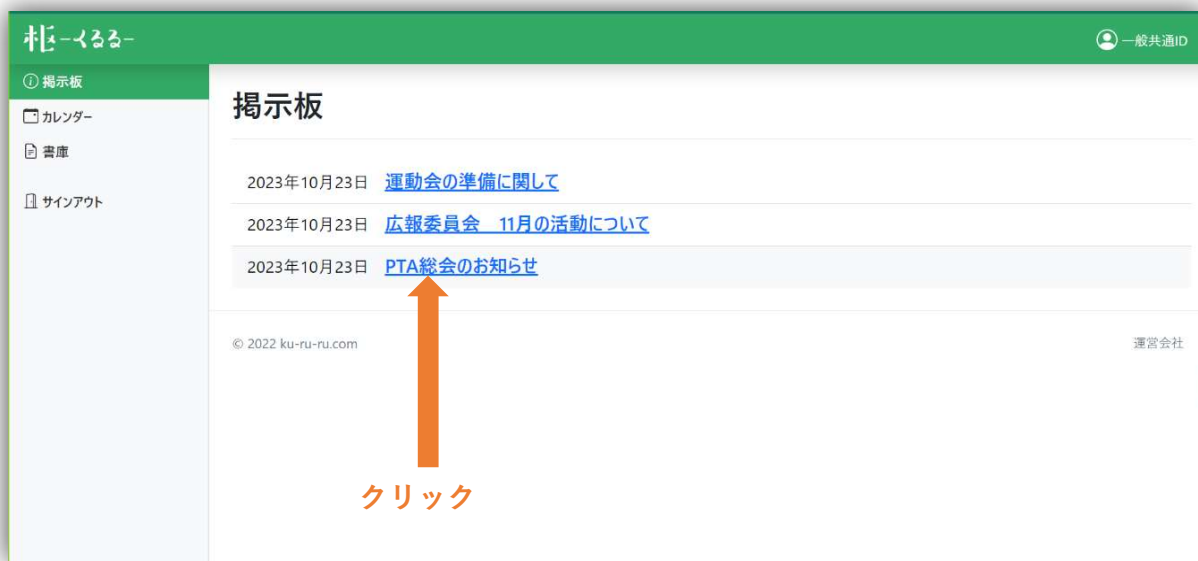 枢-くるる-
一般共通ID
掲示板
カレンダー
書庫
サインアウト
掲示板
2023年10月23日 運動会の準備に関して
2023年10月23日 広報委員会　11月の活動について
2023年10月23日 PTA総会のお知らせ
© 2022 ku-ru-ru.com
運営会社
クリック